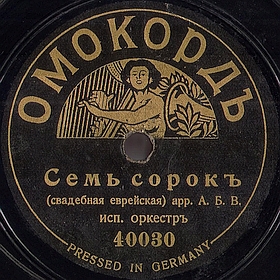 ОМОКОРДЪ
Семь сорокъ
(свадебная еврейская) арр. А. Б. В.
исп. оркестръ
40030
PRESSED IN GERMANY